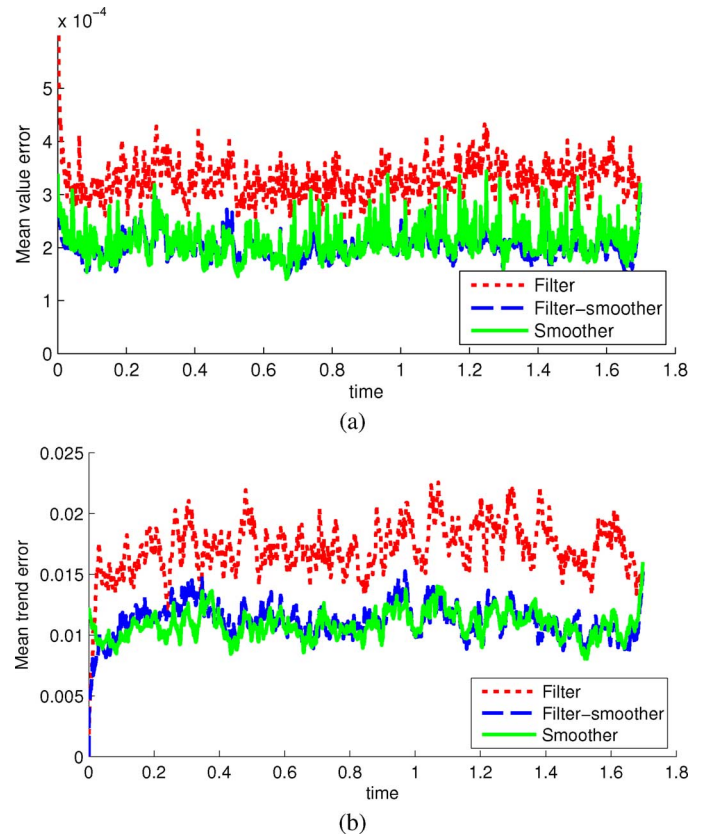 x 10⁻⁴
Mean value error
5
4
3
2
1
0
0 0.2 0.4 0.6 0.8 1 1.2 1.4 1.6 1.8
time
Filter
Filter−smoother
Smoother
(a)
Mean trend error
0.025
0.02
0.015
0.01
0.005
0
0 0.2 0.4 0.6 0.8 1 1.2 1.4 1.6 1.8
time
Filter
Filter−smoother
Smoother
(b)